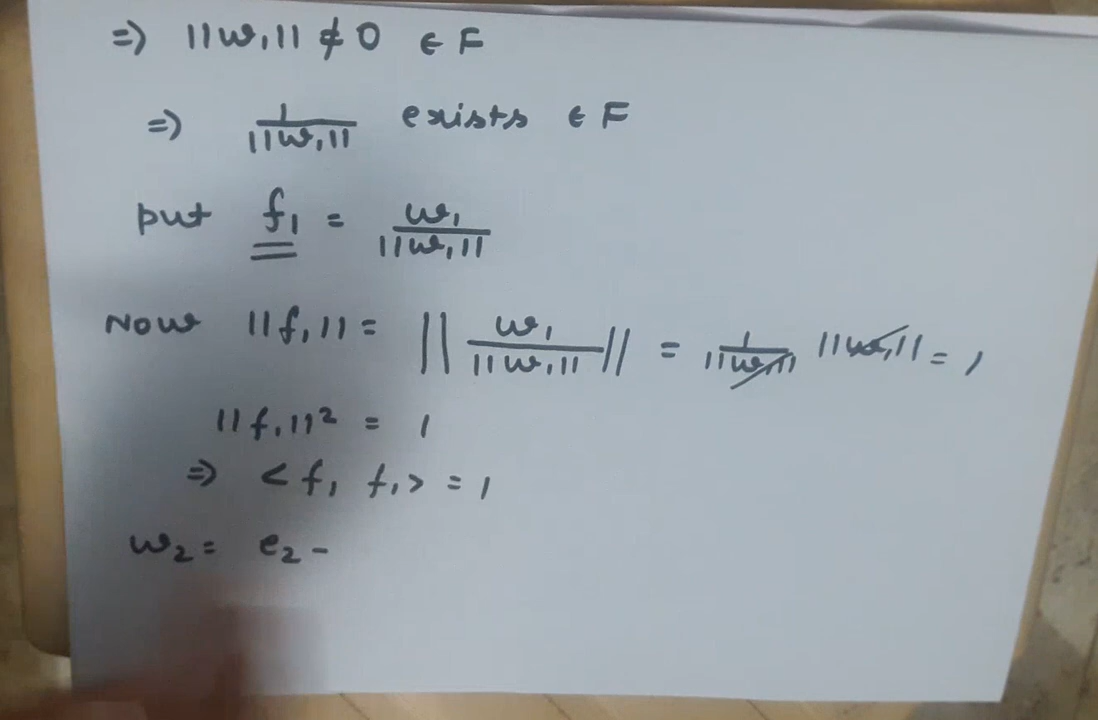 ⇒ ||w₁|| ≠ 0 ∈ F
⇒ 1/||w₁|| exists ∈ F
put f₁ = w₁/||w₁||
Now ||f₁|| = || w₁/||w₁|| || = 1/||w₁|| ||w₁|| = 1
||f₁||² = 1
⇒ <f₁ f₁> = 1
w₂ = e₂ -